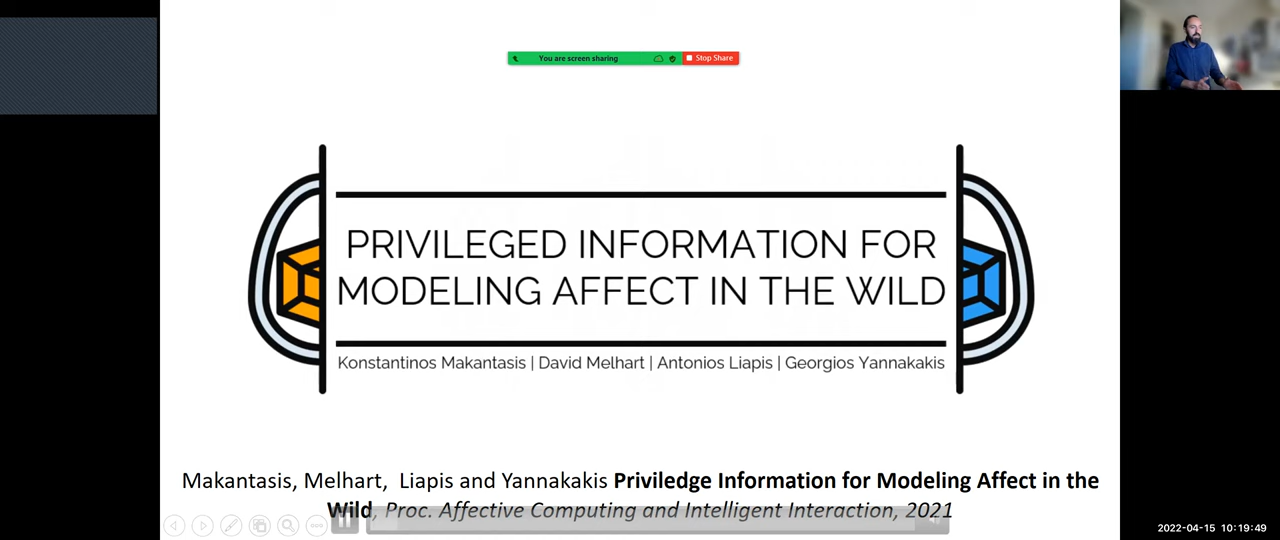 You are screen sharing
Stop Share
PRIVILEGED INFORMATION FOR
MODELING AFFECT IN THE WILD
Konstantinos Makantasis | David Melhart | Antonios Liapis | Georgios Yannakakis
Makantasis, Melhart, Liapis and Yannakakis Priviledge Information for Modeling Affect in the
Wild, Proc. Affective Computing and Intelligent Interaction, 2021
2022-04-15 10:19:49